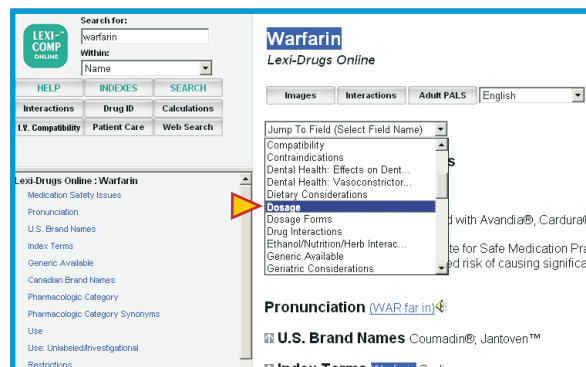 LEXI-™
COMP
ONLINE
Search for:
warfarin
Within:
Name
HELP INDEXES SEARCH
Interactions Drug ID Calculations
I.V. Compatibility Patient Care Web Search
Lexi-Drugs Online : Warfarin
Medication Safety Issues
Pronunciation
U.S. Brand Names
Index Terms
Generic Available
Canadian Brand Names
Pharmacologic Category
Pharmacologic Category Synonyms
Use
Use: Unlabeled/Investigational
Restrictions
Warfarin
Lexi-Drugs Online
Images Interactions Adult PALS English
Jump To Field (Select Field Name)
Compatibility
Contraindications
Dental Health: Effects on Dent...
Dental Health: Vasoconstrictor...
Dietary Considerations
Dosage
Dosage Forms
Drug Interactions
Ethanol/Nutrition/Herb Interac...
Generic Available
Geriatric Considerations
s
d with Avandia®, Cardura®
te for Safe Medication Pra
ed risk of causing significa
Pronunciation (WAR far in)
U.S. Brand Names Coumadin®; Jantoven™
Index Terms Warfarin